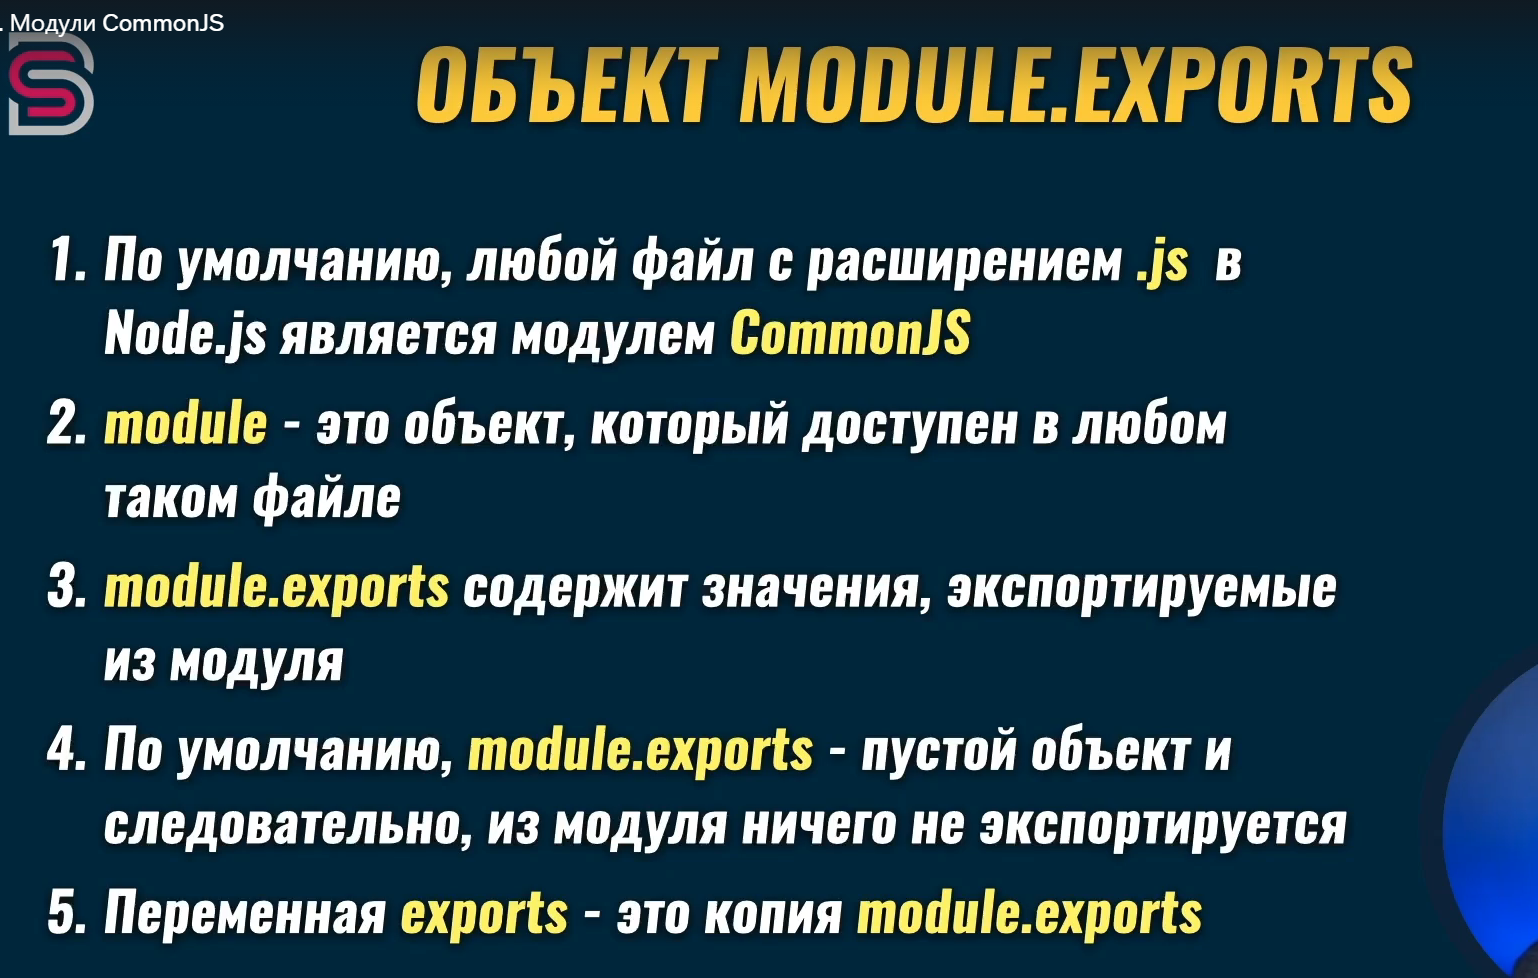 . Модули CommonJS
ОБЪЕКТ MODULE.EXPORTS
1. По умолчанию, любой файл с расширением .js в
Node.js является модулем CommonJS
2. module - это объект, который доступен в любом
таком файле
3. module.exports содержит значения, экспортируемые
из модуля
4. По умолчанию, module.exports - пустой объект и
следовательно, из модуля ничего не экспортируется
5. Переменная exports - это копия module.exports